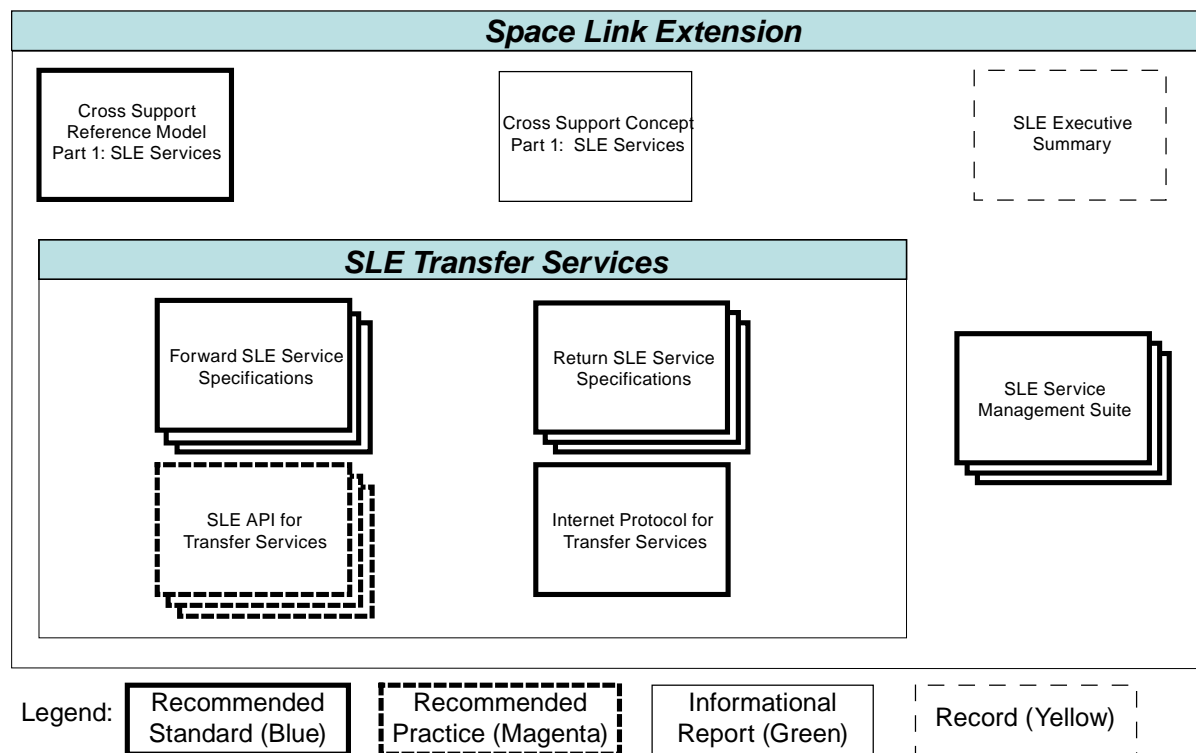 Space Link Extension
Cross Support
Reference Model
Part 1: SLE Services
Cross Support Concept
Part 1: SLE Services
SLE Executive
Summary
SLE Transfer Services
Forward SLE Service
Specifications
Return SLE Service
Specifications
SLE Service
Management Suite
SLE API for
Transfer Services
Internet Protocol for
Transfer Services
Legend:
Recommended
Standard (Blue)
Recommended
Practice (Magenta)
Informational
Report (Green)
Record (Yellow)